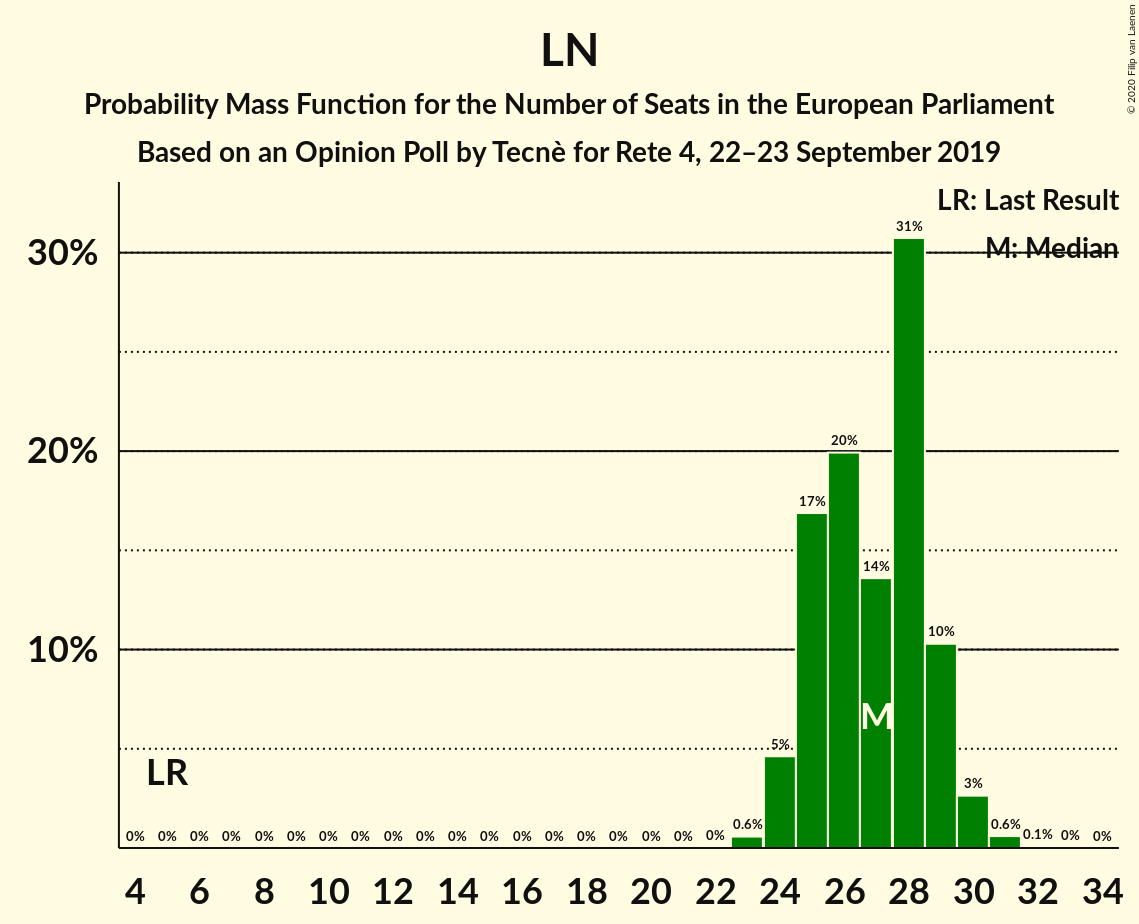 LN
Probability Mass Function for the Number of Seats in the European Parliament
Based on an Opinion Poll by Tecnè for Rete 4, 22–23 September 2019
© 2020 Filip van Laenen
LR: Last Result
M: Median
30%
20%
10%
31%
20%
17%
14%
10%
5%
3%
LR
M
0% 0% 0% 0% 0% 0% 0% 0% 0% 0% 0% 0% 0% 0% 0% 0% 0% 0% 0% 0.6% 0.6% 0.1% 0% 0%
4 6 8 10 12 14 16 18 20 22 24 26 28 30 32 34